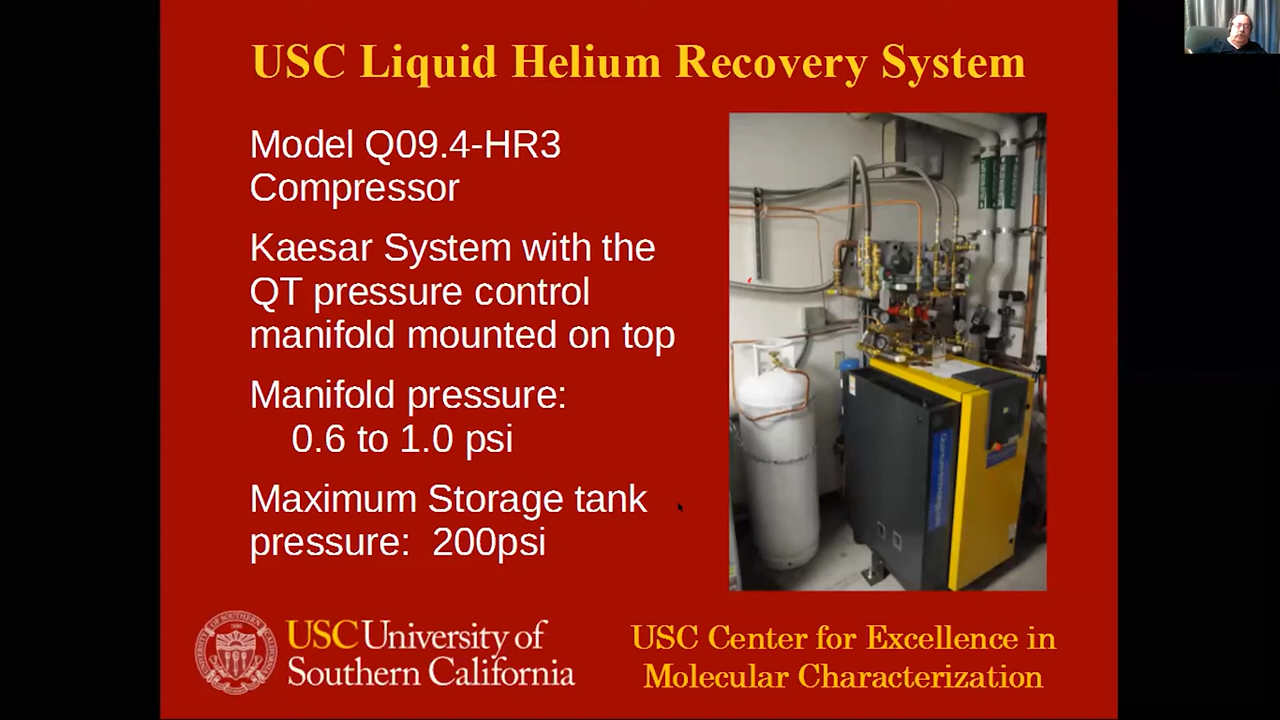 USC Liquid Helium Recovery System
Model Q09.4-HR3
Compressor
Kaesar System with the
QT pressure control
manifold mounted on top
Manifold pressure:
0.6 to 1.0 psi
Maximum Storage tank
pressure: 200psi
USC University of
Southern California
USC Center for Excellence in
Molecular Characterization